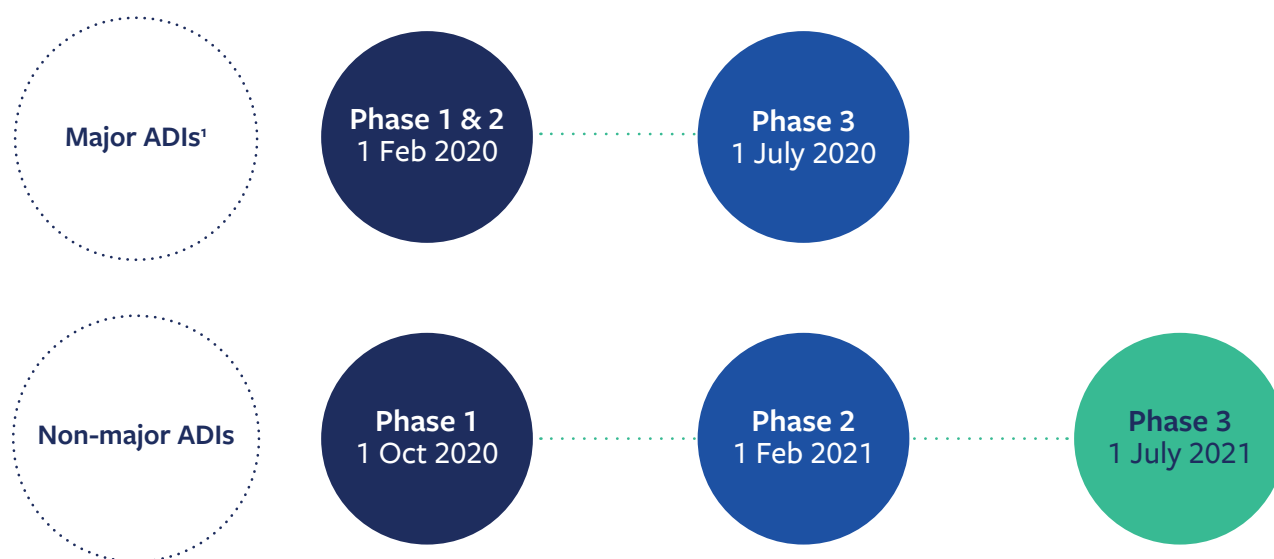 Major ADIs¹
Phase 1 & 2
1 Feb 2020
Phase 3
1 July 2020
Non-major ADIs
Phase 1
1 Oct 2020
Phase 2
1 Feb 2021
Phase 3
1 July 2021